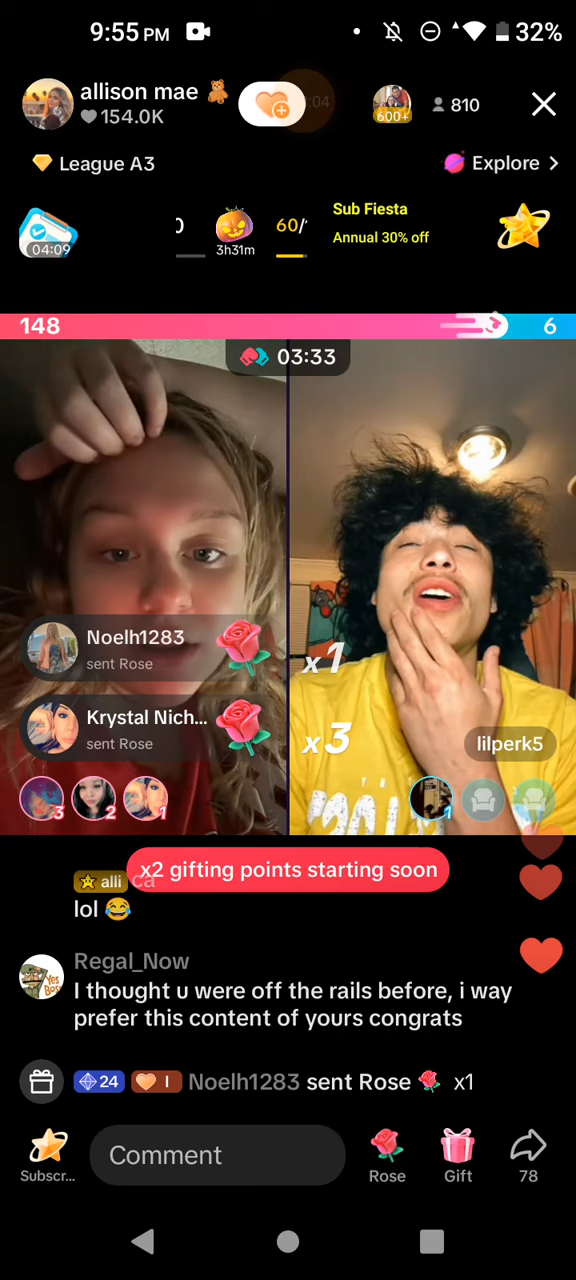 9:55 PM
32%
allison mae 🧸
154.0K
600+
810
League A3
Explore >
04:09
3h31m
60/
Sub Fiesta
Annual 30% off
148
6
03:33
Noelh1283
sent Rose
x1
Krystal Nich...
sent Rose
x3
lilperk5
3
2
1
1
x2 gifting points starting soon
alli
lol 😂
Regal_Now
I thought u were off the rails before, i way
prefer this content of yours congrats
24 I Noelh1283 sent Rose x1
Subscr...
Comment
Rose
Gift
78